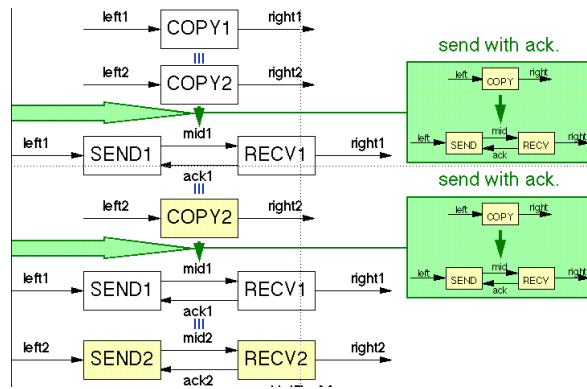 left1 COPY1 right1
|||
left2 COPY2 right2
send with ack.
left COPY right
mid1
left1 SEND1 RECV1 right1
ack1
left mid right
SEND RECV
ack
|||
left2 COPY2 right2
send with ack.
left COPY right
mid1
left1 SEND1 RECV1 right1
ack1
left mid right
SEND RECV
ack
|||
mid2
left2 SEND2 RECV2 right2
ack2